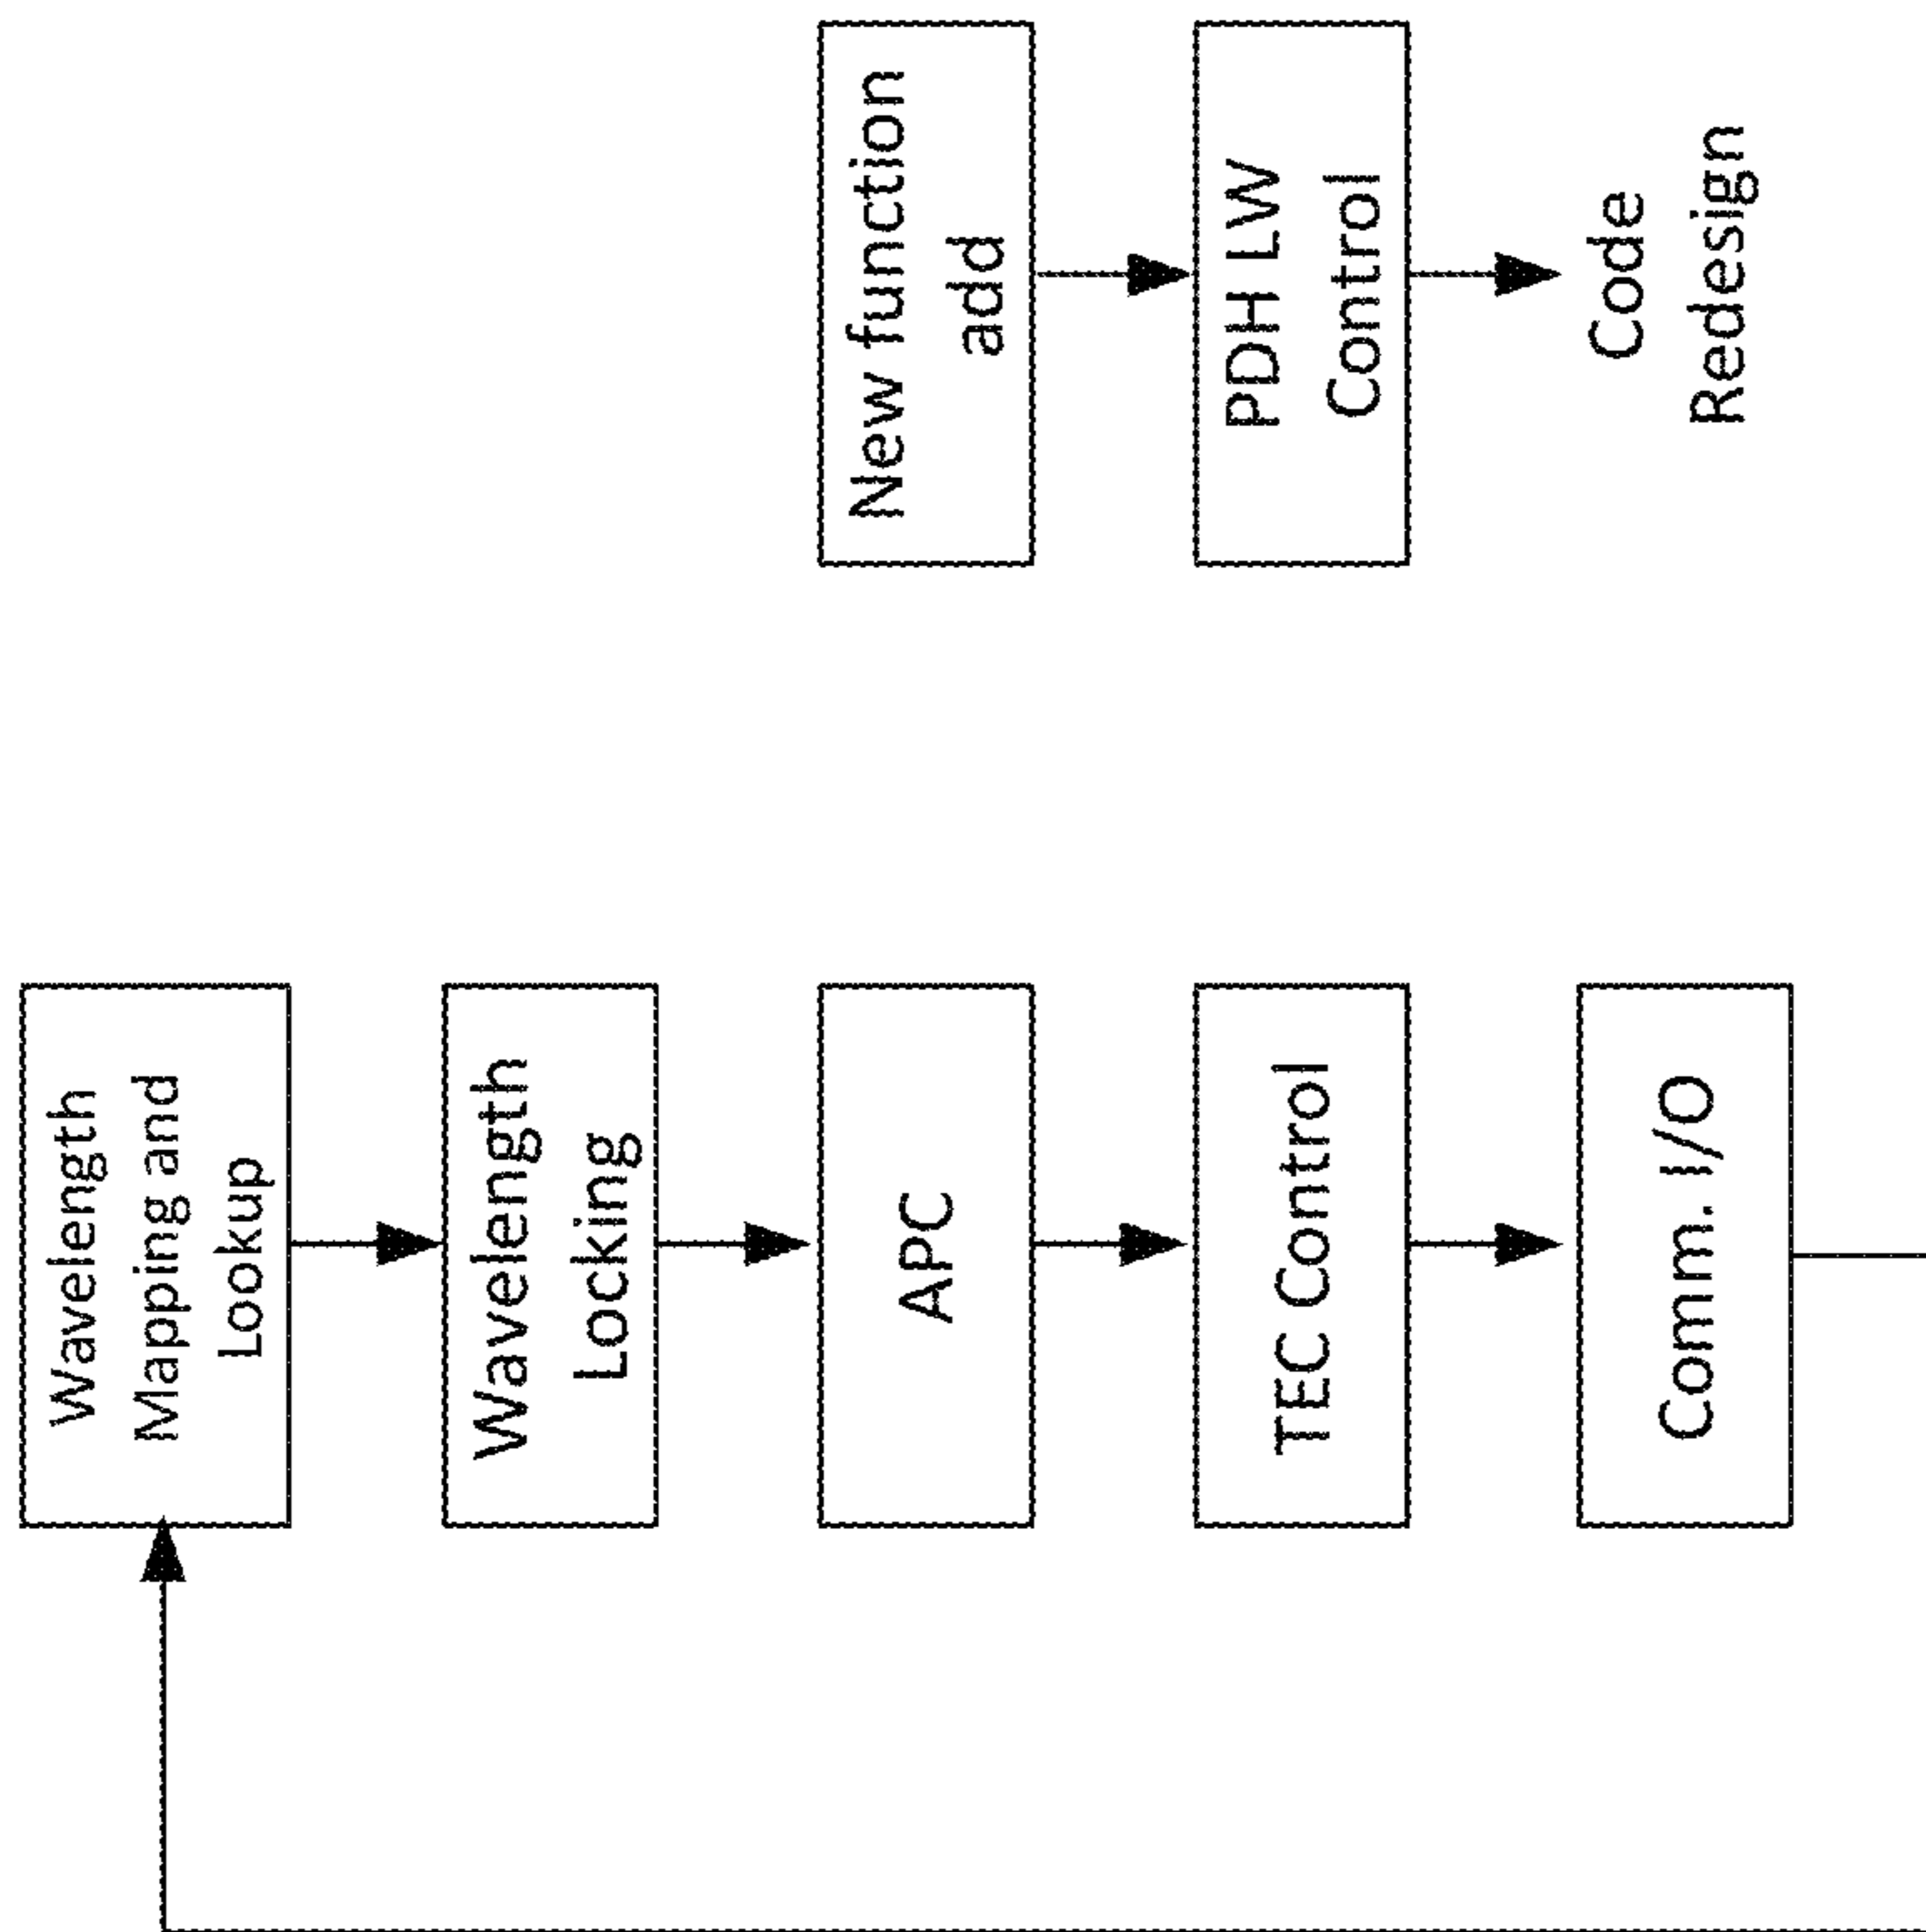 Wavelength
Mapping and
Lookup
Wavelength
Locking
APC
TEC Control
Comm. I/O
New function
add
PDH LW
Control
Code
Redesign